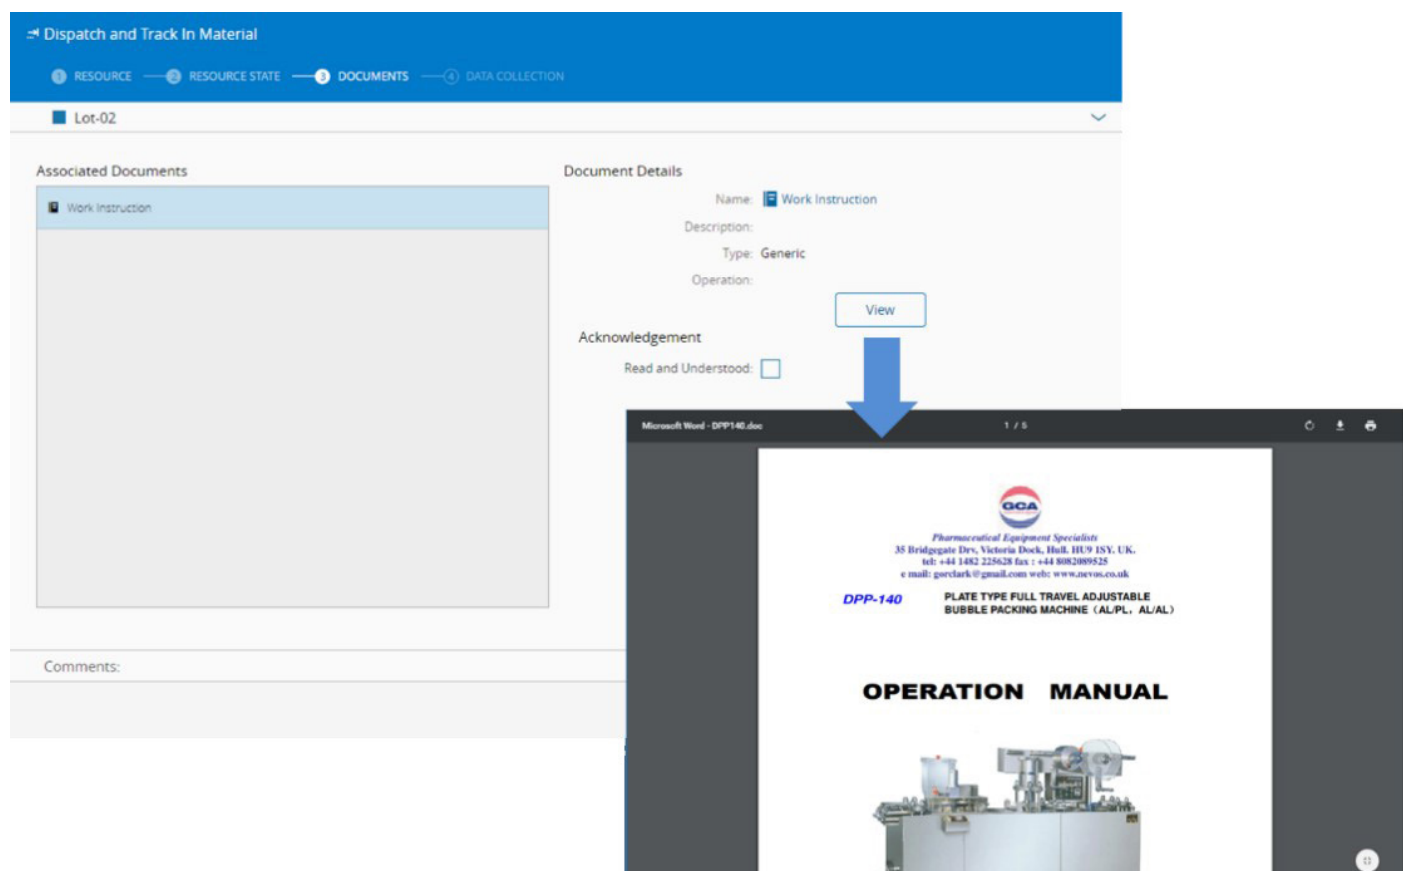 Dispatch and Track In Material
1 RESOURCE 2 RESOURCE STATE 3 DOCUMENTS 4 DATA COLLECTION
Lot-02
Associated Documents
Work Instruction
Document Details
Name: Work Instruction
Description:
Type: Generic
Operation:
View
Acknowledgement
Read and Understood:
Comments:
Microsoft Word - DPP140.doc 1 / 5
GCA
Pharmaceutical Equipment Specialists
35 Bridgegate Drv, Victoria Dock, Hull. HU9 1SY. UK.
tel: +44 1482 225628 fax : +44 8082089525
e mail: gorclark@gmail.com web: www.nevos.co.uk
DPP-140 PLATE TYPE FULL TRAVEL ADJUSTABLE
BUBBLE PACKING MACHINE (AL/PL, AL/AL)
OPERATION MANUAL